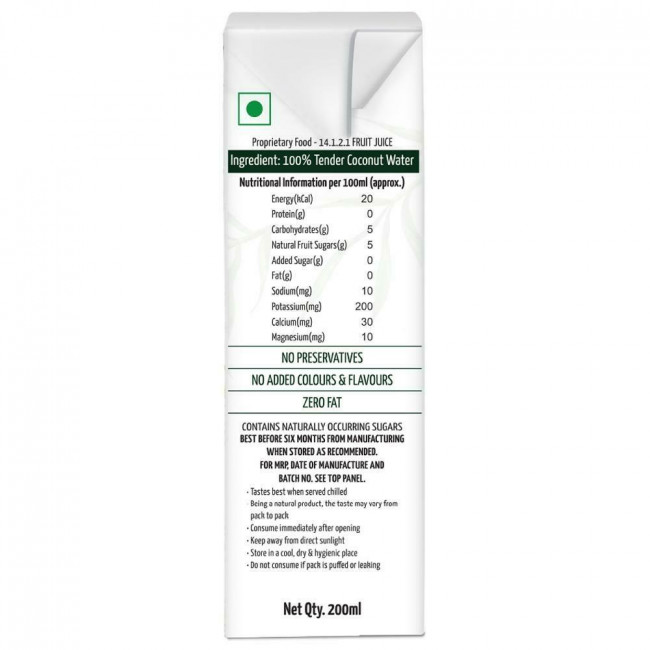 Proprietary Food - 14.1.2.1 FRUIT JUICE
Ingredient: 100% Tender Coconut Water
Nutritional Information per 100ml (approx.)
Energy(kCal) 20
Protein(g) 0
Carbohydrates(g) 5
Natural Fruit Sugars(g) 5
Added Sugar(g) 0
Fat(g) 0
Sodium(mg) 10
Potassium(mg) 200
Calcium(mg) 30
Magnesium(mg) 10
NO PRESERVATIVES
NO ADDED COLOURS & FLAVOURS
ZERO FAT
CONTAINS NATURALLY OCCURRING SUGARS
BEST BEFORE SIX MONTHS FROM MANUFACTURING
WHEN STORED AS RECOMMENDED.
FOR MRP, DATE OF MANUFACTURE AND
BATCH NO. SEE TOP PANEL.
• Tastes best when served chilled
Being a natural product, the taste may vary from
pack to pack
• Consume immediately after opening
• Keep away from direct sunlight
• Store in a cool, dry & hygienic place
• Do not consume if pack is puffed or leaking
Net Qty. 200ml